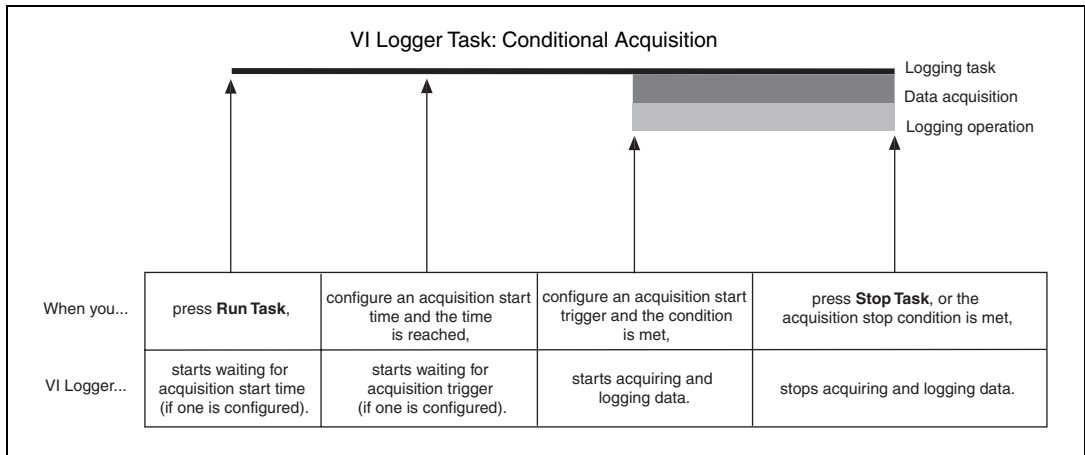 VI Logger Task: Conditional Acquisition
Logging task
Data acquisition
Logging operation
When you...
press Run Task,
configure an acquisition start
time and the time
is reached,
configure an acquisition start
trigger and the condition
is met,
press Stop Task, or the
acquisition stop condition is met,
VI Logger...
starts waiting for
acquisition start time
(if one is configured).
starts waiting for
acquisition trigger
(if one is configured).
starts acquiring and
logging data.
stops acquiring and logging data.